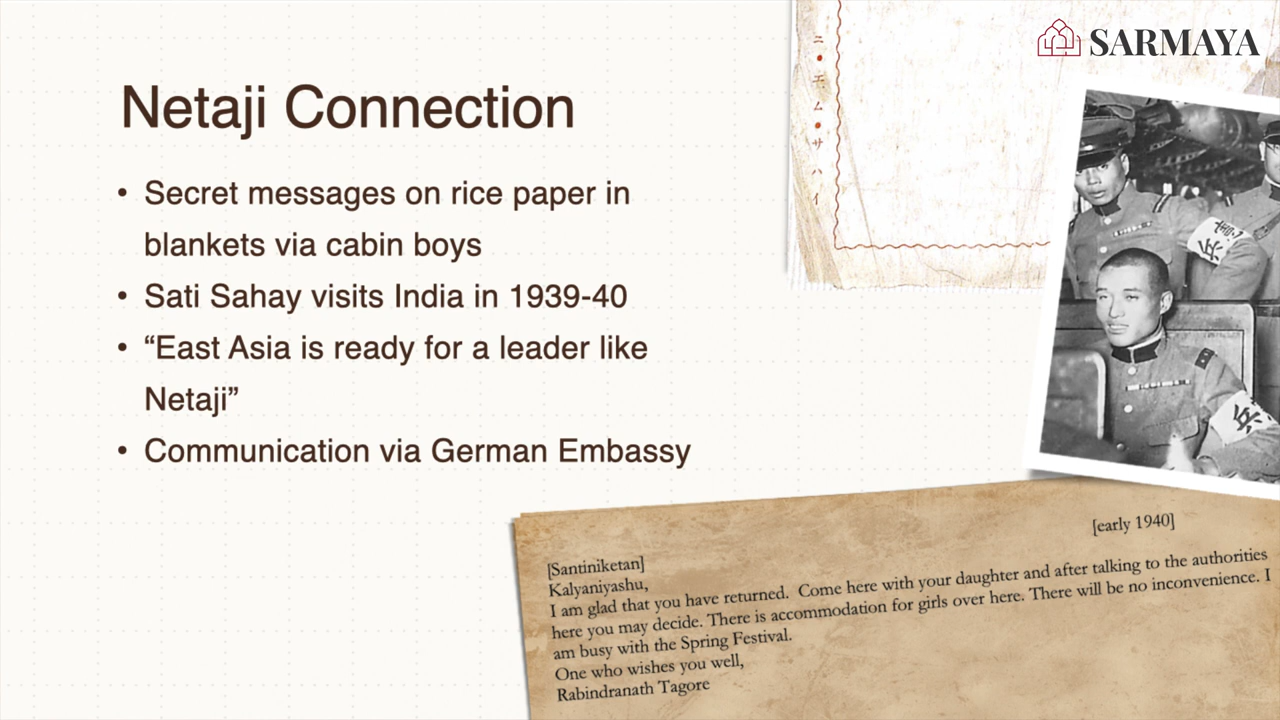 SARMAYA
Netaji Connection
• Secret messages on rice paper in
blankets via cabin boys
• Sati Sahay visits India in 1939-40
• “East Asia is ready for a leader like
Netaji”
• Communication via German Embassy
[early 1940]
[Santiniketan]
Kalyaniyashu,
I am glad that you have returned.  Come here with your daughter and after talking to the authorities
here you may decide. There is accommodation for girls over here. There will be no inconvenience. I
am busy with the Spring Festival.
One who wishes you well,
Rabindranath Tagore